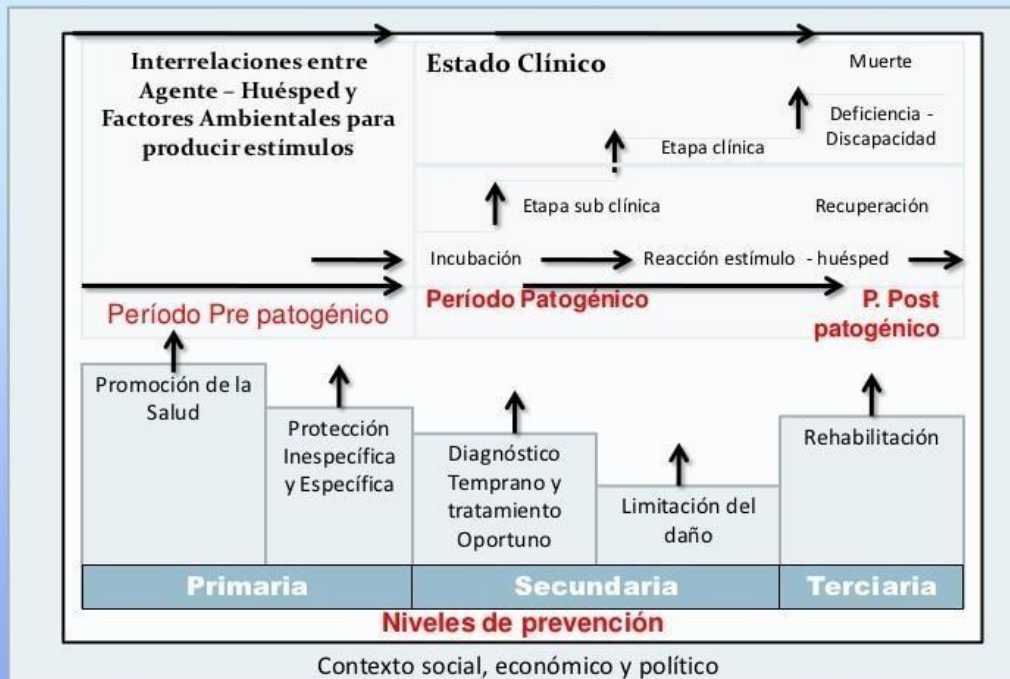 Interrelaciones entre
Agente – Huésped y
Factores Ambientales para
producir estímulos
Estado Clínico
Muerte
Deficiencia -
Discapacidad
Etapa clínica
Etapa sub clínica
Recuperación
Incubación
Reacción estímulo - huésped
Período Pre patogénico
Período Patogénico
P. Post
patogénico
Promoción de la
Salud
Protección
Inespecífica
y Específica
Diagnóstico
Temprano y
tratamiento
Oportuno
Limitación del
daño
Rehabilitación
Primaria
Secundaria
Terciaria
Niveles de prevención
Contexto social, económico y político